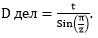 D дел = t / Sin(π/z).